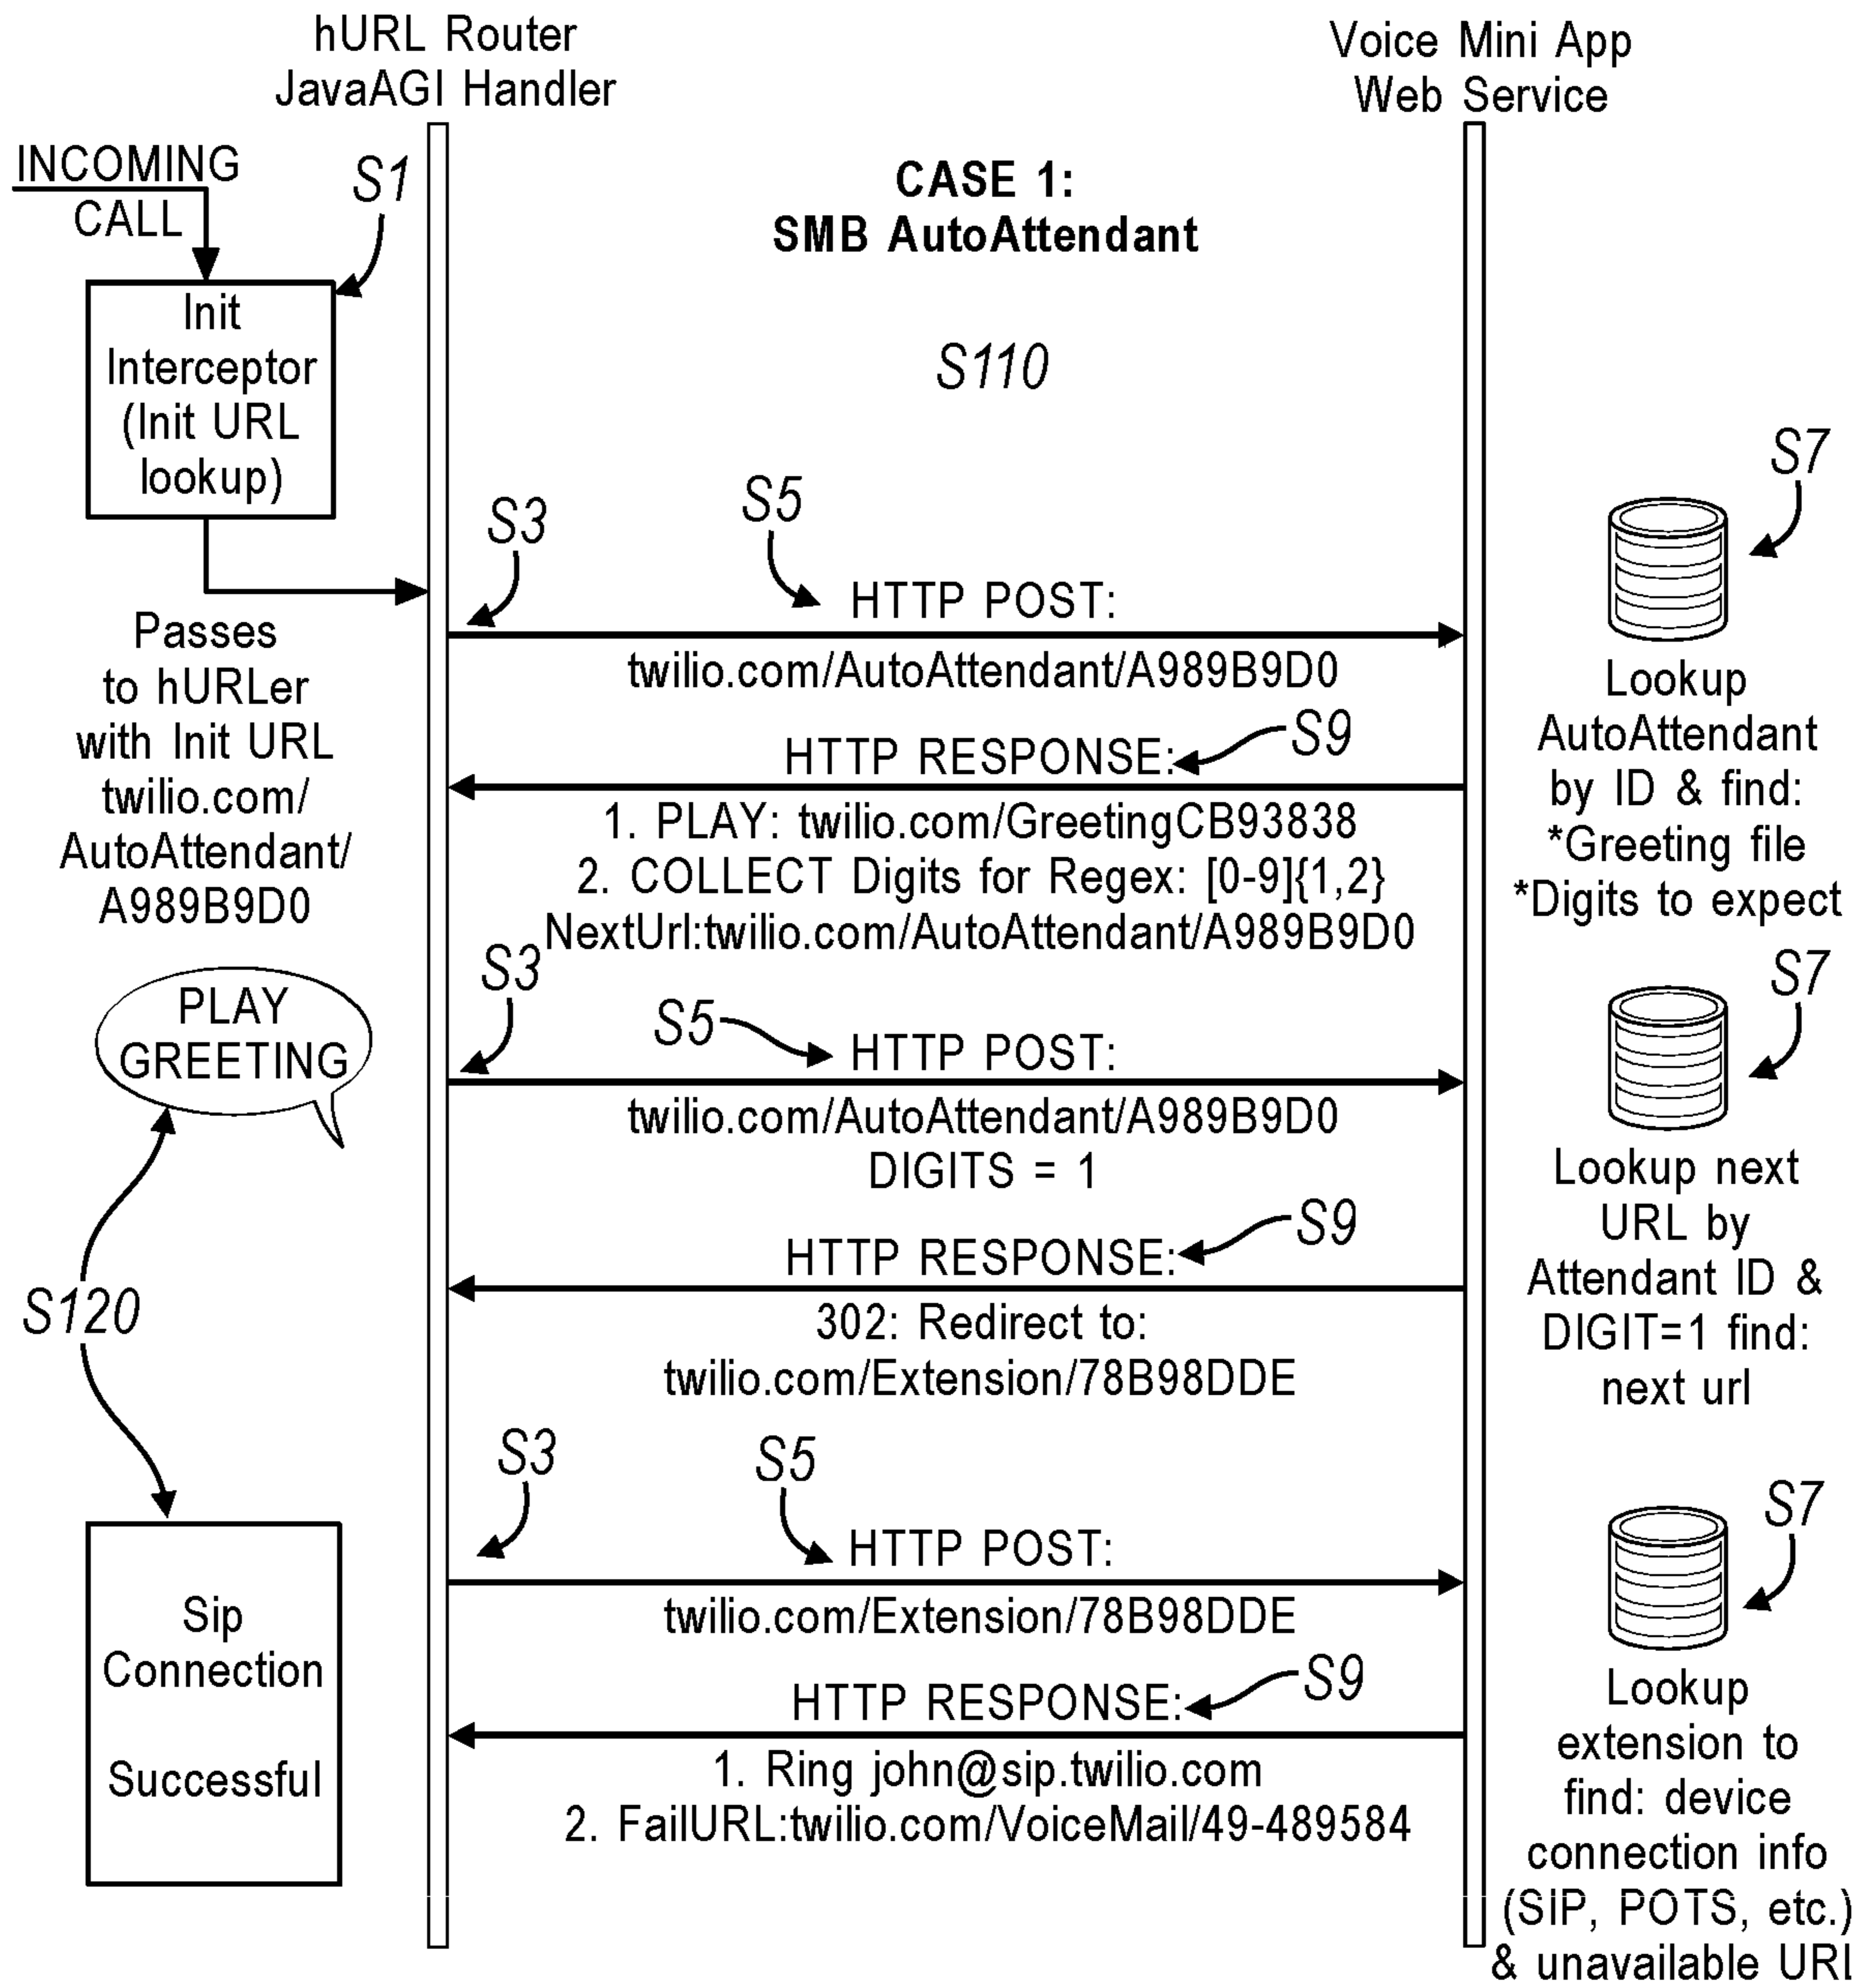 hURL Router
JavaAGI Handler
Voice Mini App
Web Service
INCOMING
CALL
S1
CASE 1:
SMB AutoAttendant
Init
Interceptor
(Init URL
lookup)
S110
S7
S3
S5
HTTP POST:
twilio.com/AutoAttendant/A989B9D0
Passes
to hURLer
with Init URL
twilio.com/
AutoAttendant/
A989B9D0
Lookup
AutoAttendant
by ID & find:
*Greeting file
*Digits to expect
HTTP RESPONSE:
S9
1. PLAY: twilio.com/GreetingCB93838
2. COLLECT Digits for Regex: [0-9]{1,2}
NextUrl:twilio.com/AutoAttendant/A989B9D0
S3
S7
PLAY
GREETING
S5
HTTP POST:
twilio.com/AutoAttendant/A989B9D0
DIGITS = 1
Lookup next
URL by
Attendant ID &
DIGIT=1 find:
next url
S9
HTTP RESPONSE:
S120
302: Redirect to:
twilio.com/Extension/78B98DDE
S3
S5
S7
HTTP POST:
twilio.com/Extension/78B98DDE
Sip
Connection
Successful
S9
HTTP RESPONSE:
1. Ring john@sip.twilio.com
2. FailURL:twilio.com/VoiceMail/49-489584
Lookup
extension to
find: device
connection info
(SIP, POTS, etc.)
& unavailable URl